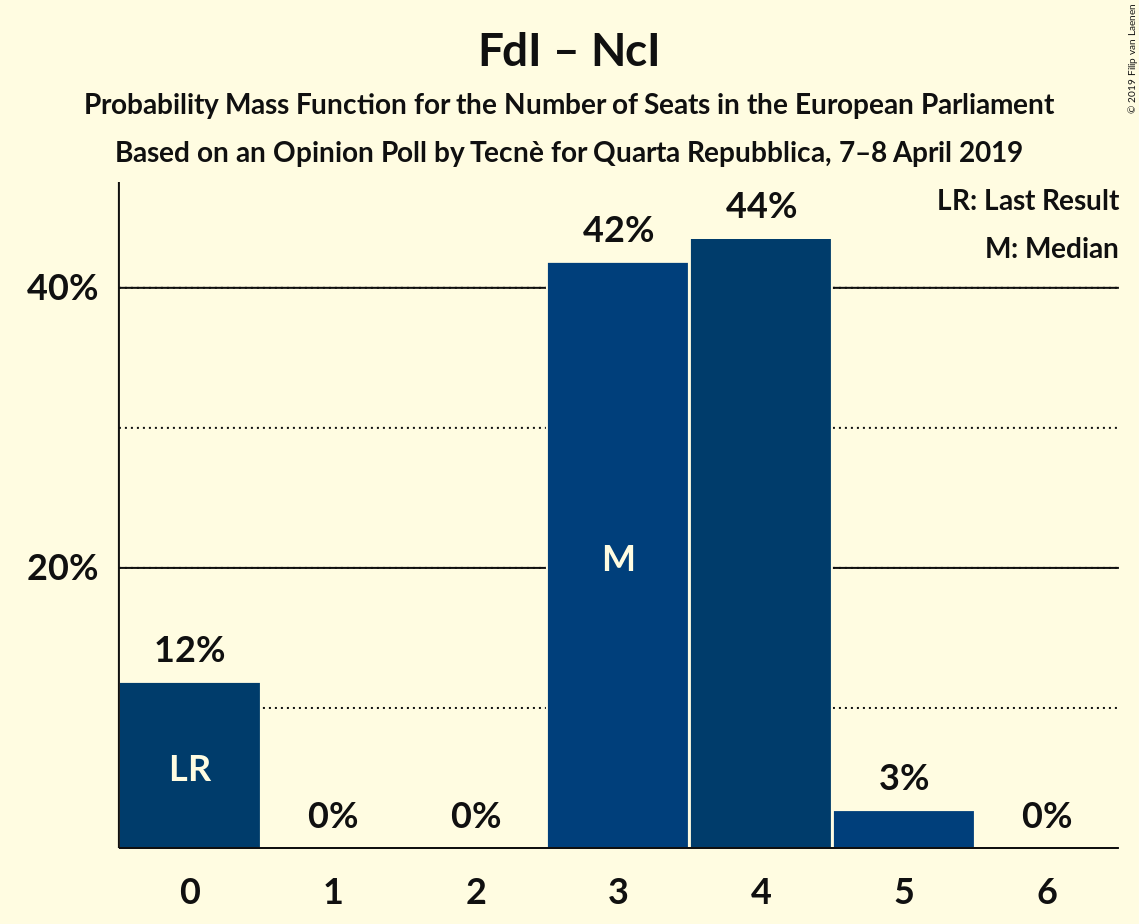 FdI – NcI
Probability Mass Function for the Number of Seats in the European Parliament
Based on an Opinion Poll by Tecnè for Quarta Repubblica, 7–8 April 2019
© 2019 Filip van Laenen
LR: Last Result
M: Median
44%
42%
40%
M
20%
12%
LR
3%
0%
0%
0%
0 1 2 3 4 5 6